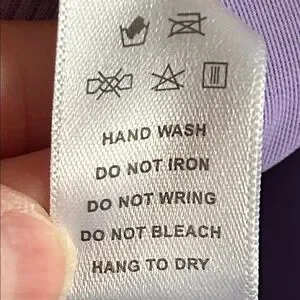 HAND WASH
DO NOT IRON
DO NOT WRING
DO NOT BLEACH
HANG TO DRY